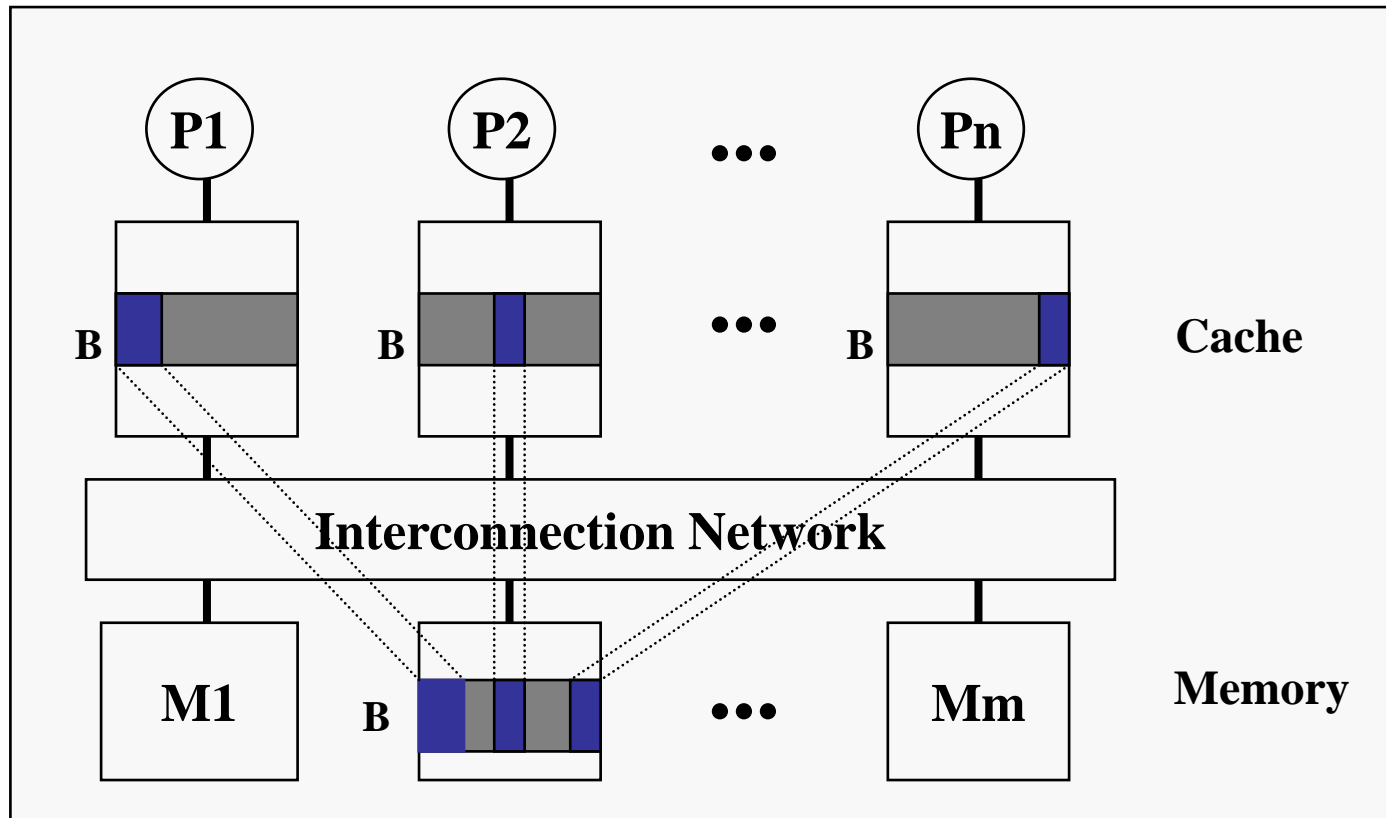 P1 P2 ••• Pn
B B ••• B Cache
Interconnection Network
M1 B ••• Mm Memory